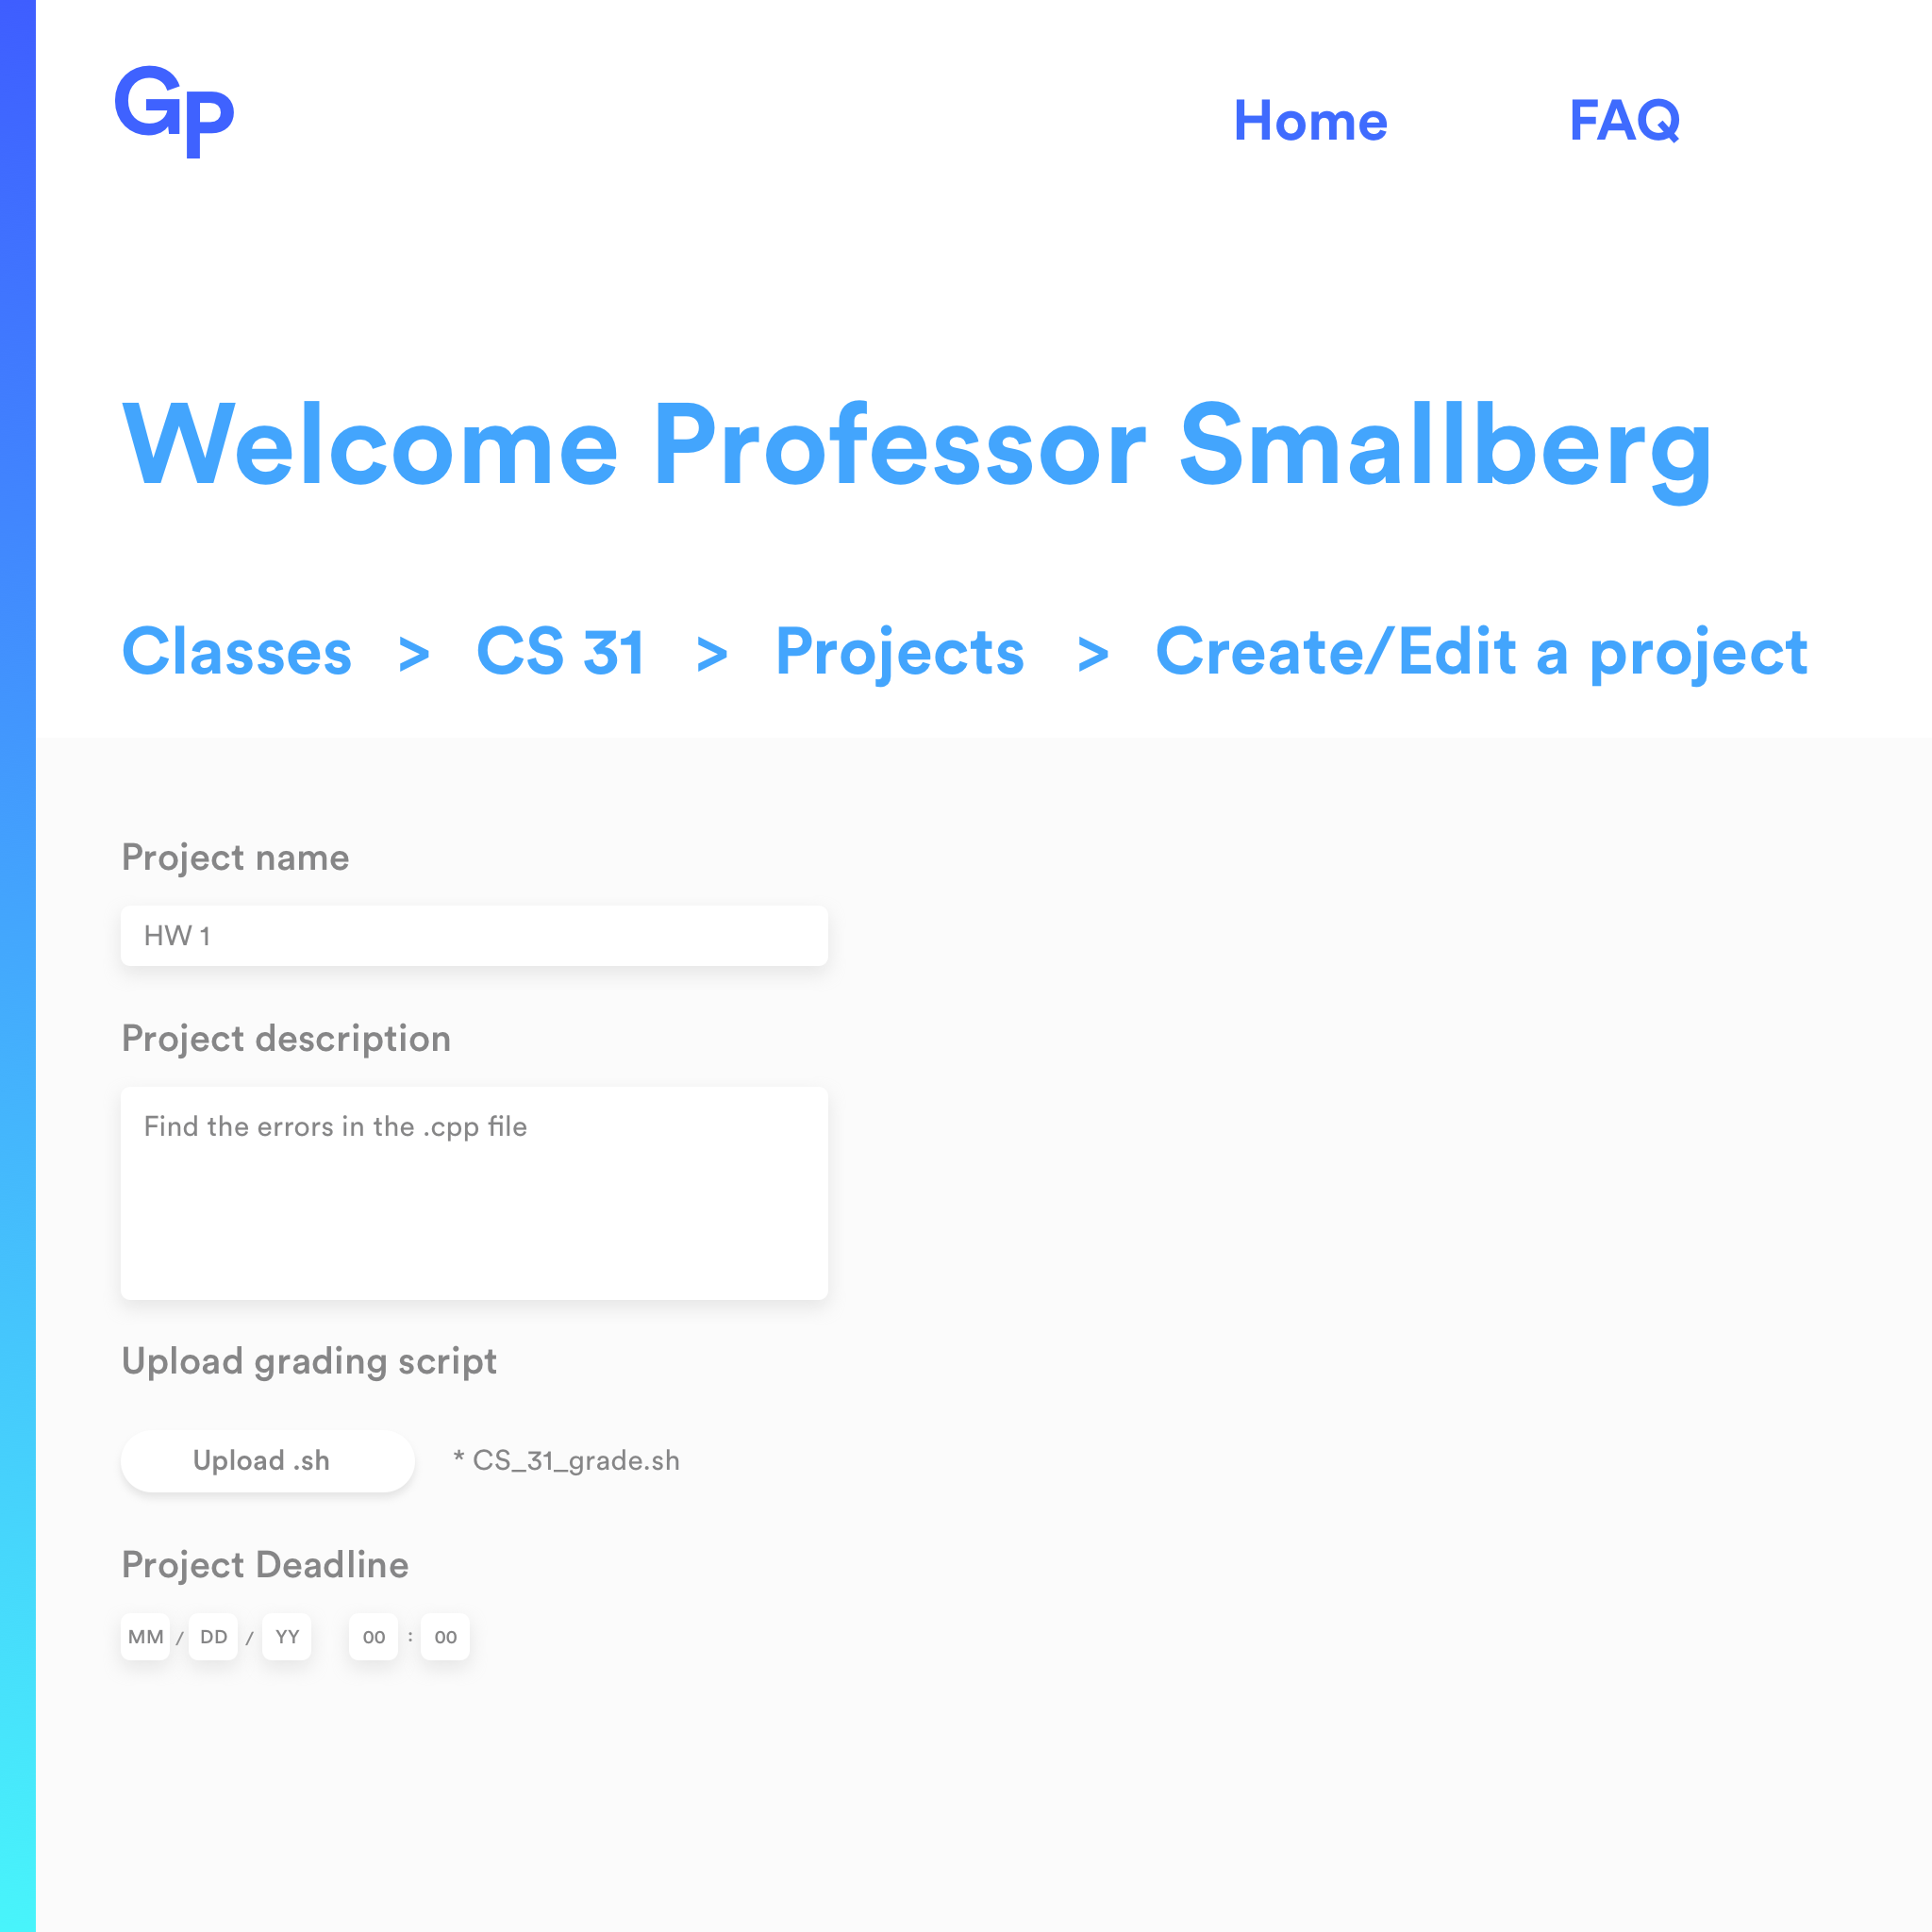 GP
Home FAQ
Welcome Professor Smallberg
Classes > CS 31 > Projects > Create/Edit a project
Project name
HW 1
Project description
Find the errors in the .cpp file
Upload grading script
Upload .sh * CS_31_grade.sh
Project Deadline
MM / DD / YY 00 : 00